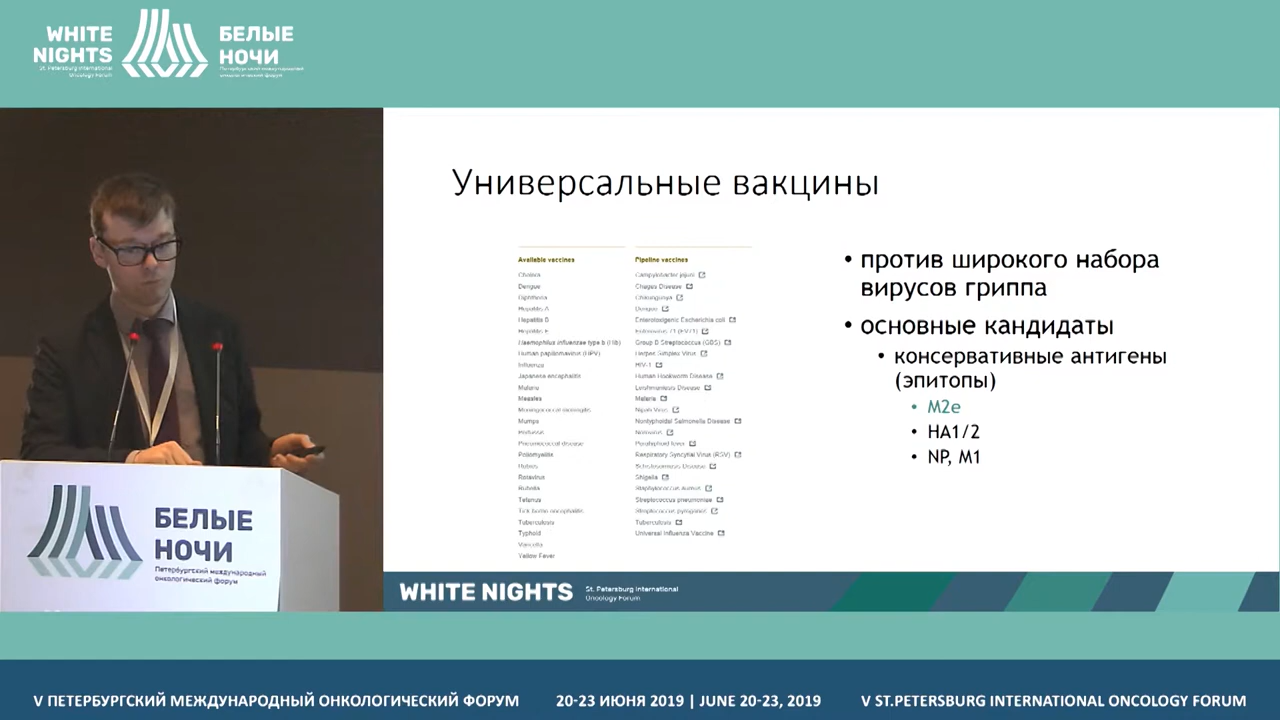 WHITE
NIGHTS
St. Petersburg International
Oncology Forum
БЕЛЫЕ
НОЧИ
Петербургский международный
онкологический форум
Универсальные вакцины
Available vaccines
Cholera
Dengue
Diphtheria
Hepatitis A
Hepatitis B
Hepatitis E
Haemophilus influenzae type b (Hib)
Human papillomavirus (HPV)
Influenza
Japanese encephalitis
Malaria
Measles
Meningococcal meningitis
Mumps
Pertussis
Pneumococcal disease
Poliomyelitis
Rabies
Rotavirus
Rubella
Tetanus
Tick-borne encephalitis
Tuberculosis
Typhoid
Varicella
Yellow Fever
Pipeline vaccines
Campylobacter jejuni
Chagas Disease
Chikungunya
Dengue
Enterotoxigenic Escherichia coli
Enterovirus 71 (EV71)
Group B Streptococcus (GBS)
Herpes Simplex Virus
HIV-1
Human Hookworm Disease
Leishmaniasis Disease
Malaria
Nipah Virus
Nontyphoidal Salmonella Disease
Norovirus
Paratyphoid fever
Respiratory Syncytial Virus (RSV)
Schistosomiasis Disease
Shigella
Staphylococcus aureus
Streptococcus pneumoniae
Streptococcus pyogenes
Tuberculosis
Universal Influenza Vaccine
• против широкого набора
вирусов гриппа
• основные кандидаты
• консервативные антигены
(эпитопы)
• M2e
• HA1/2
• NP, M1
БЕЛЫЕ
НОЧИ
Петербургский международный
онкологический форум
WHITE NIGHTS
St. Petersburg International
Oncology Forum
V ПЕТЕРБУРГСКИЙ МЕЖДУНАРОДНЫЙ ОНКОЛОГИЧЕСКИЙ ФОРУМ
20-23 ИЮНЯ 2019 | JUNE 20-23, 2019
V ST.PETERSBURG INTERNATIONAL ONCOLOGY FORUM